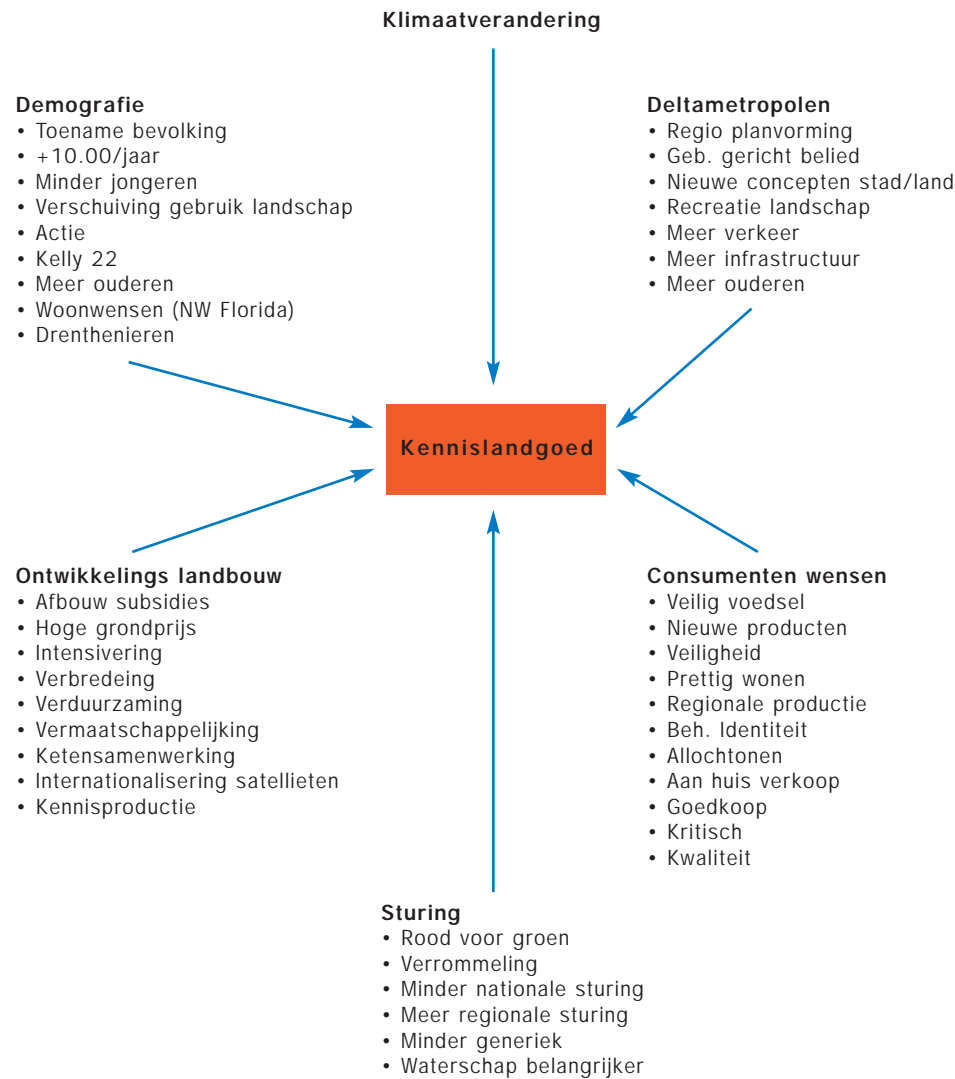 Klimaatverandering
Demografie
• Toename bevolking
• +10.00/jaar
• Minder jongeren
• Verschuiving gebruik landschap
• Actie
• Kelly 22
• Meer ouderen
• Woonwensen (NW Florida)
• Drenthenieren
Deltametropolen
• Regio planvorming
• Geb. gericht belied
• Nieuwe concepten stad/land
• Recreatie landschap
• Meer verkeer
• Meer infrastructuur
• Meer ouderen
Kennislandgoed
Ontwikkelings landbouw
• Afbouw subsidies
• Hoge grondprijs
• Intensivering
• Verbredeing
• Verduurzaming
• Vermaatschappelijking
• Ketensamenwerking
• Internationalisering satellieten
• Kennisproductie
Consumenten wensen
• Veilig voedsel
• Nieuwe producten
• Veiligheid
• Prettig wonen
• Regionale productie
• Beh. Identiteit
• Allochtonen
• Aan huis verkoop
• Goedkoop
• Kritisch
• Kwaliteit
Sturing
• Rood voor groen
• Verrommeling
• Minder nationale sturing
• Meer regionale sturing
• Minder generiek
• Waterschap belangrijker